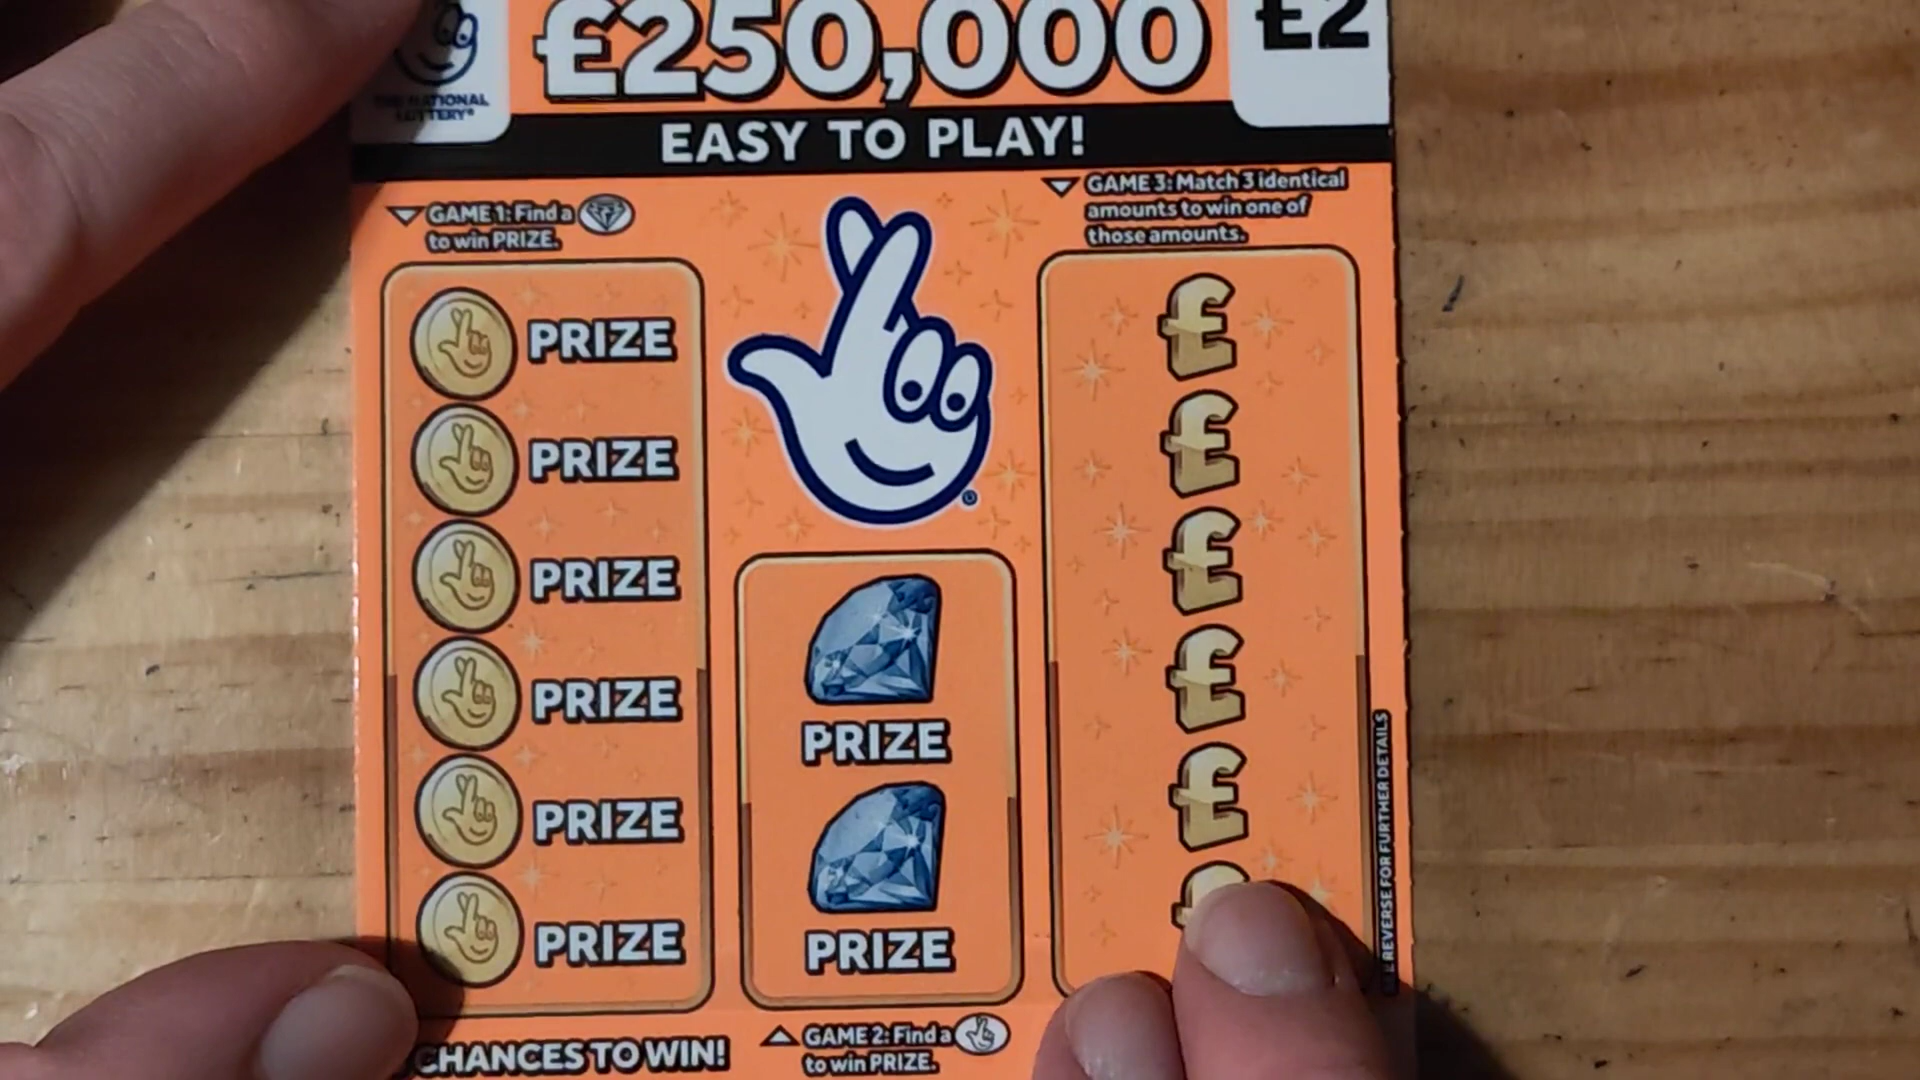 £250,000
£2
THE NATIONAL
LOTTERY®
EASY TO PLAY!
GAME 1: Find a
to win PRIZE.
GAME 3: Match 3 identical
amounts to win one of
those amounts.
PRIZE
PRIZE
PRIZE
PRIZE
PRIZE
PRIZE
PRIZE
PRIZE
£
£
£
£
£
CHANCES TO WIN!
GAME 2: Find a
to win PRIZE.
REVERSE FOR FURTHER DETAILS